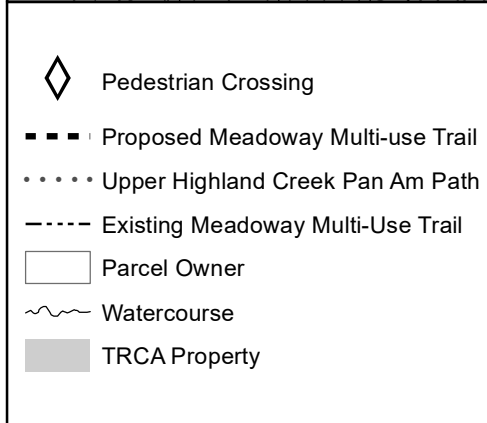 Pedestrian Crossing
Proposed Meadoway Multi-use Trail
Upper Highland Creek Pan Am Path
Existing Meadoway Multi-Use Trail
Parcel Owner
Watercourse
TRCA Property